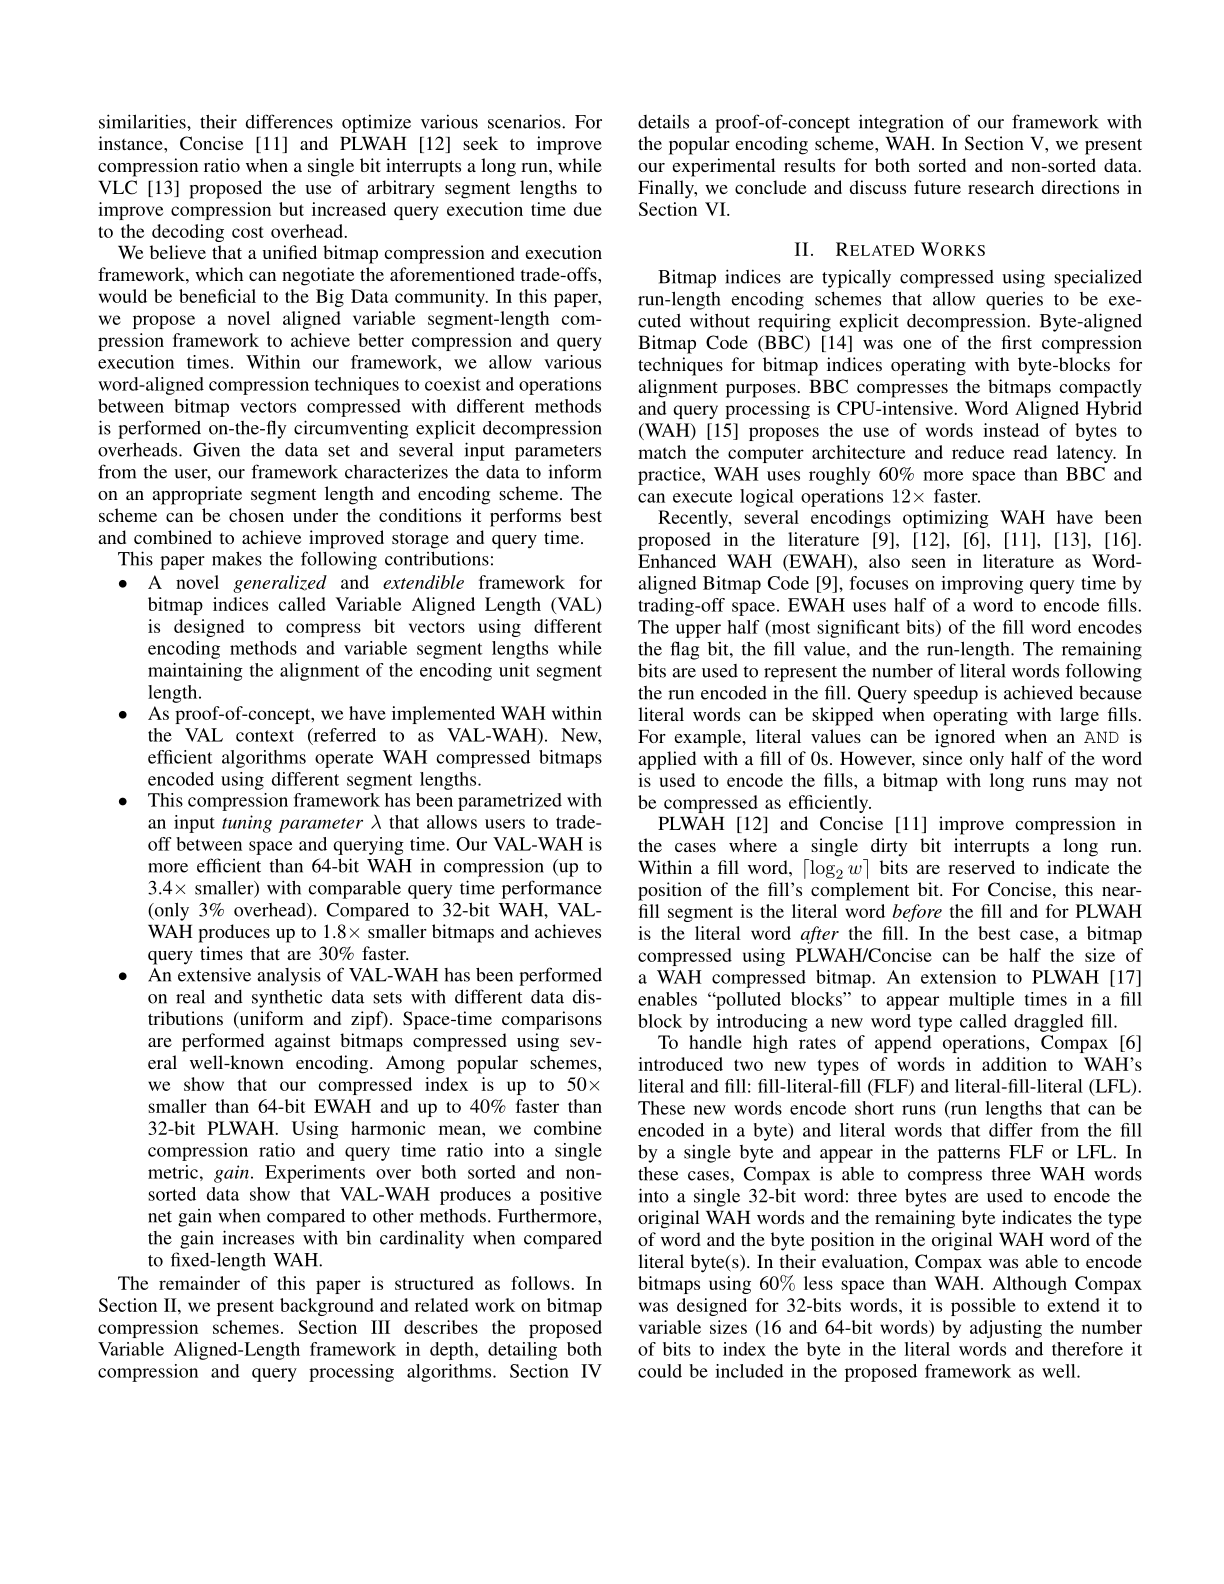 similarities, their differences optimize various scenarios. For
instance, Concise [11] and PLWAH [12] seek to improve
compression ratio when a single bit interrupts a long run, while
VLC [13] proposed the use of arbitrary segment lengths to
improve compression but increased query execution time due
to the decoding cost overhead.
We believe that a unified bitmap compression and execution
framework, which can negotiate the aforementioned trade-offs,
would be beneficial to the Big Data community. In this paper,
we propose a novel aligned variable segment-length com-
pression framework to achieve better compression and query
execution times. Within our framework, we allow various
word-aligned compression techniques to coexist and operations
between bitmap vectors compressed with different methods
is performed on-the-fly circumventing explicit decompression
overheads. Given the data set and several input parameters
from the user, our framework characterizes the data to inform
on an appropriate segment length and encoding scheme. The
scheme can be chosen under the conditions it performs best
and combined to achieve improved storage and query time.
This paper makes the following contributions:
• A novel generalized and extendible framework for
bitmap indices called Variable Aligned Length (VAL)
is designed to compress bit vectors using different
encoding methods and variable segment lengths while
maintaining the alignment of the encoding unit segment
length.
• As proof-of-concept, we have implemented WAH within
the VAL context (referred to as VAL-WAH). New,
efficient algorithms operate WAH compressed bitmaps
encoded using different segment lengths.
• This compression framework has been parametrized with
an input tuning parameter λ that allows users to trade-
off between space and querying time. Our VAL-WAH is
more efficient than 64-bit WAH in compression (up to
3.4× smaller) with comparable query time performance
(only 3% overhead). Compared to 32-bit WAH, VAL-
WAH produces up to 1.8× smaller bitmaps and achieves
query times that are 30% faster.
• An extensive analysis of VAL-WAH has been performed
on real and synthetic data sets with different data dis-
tributions (uniform and zipf). Space-time comparisons
are performed against bitmaps compressed using sev-
eral well-known encoding. Among popular schemes,
we show that our compressed index is up to 50×
smaller than 64-bit EWAH and up to 40% faster than
32-bit PLWAH. Using harmonic mean, we combine
compression ratio and query time ratio into a single
metric, gain. Experiments over both sorted and non-
sorted data show that VAL-WAH produces a positive
net gain when compared to other methods. Furthermore,
the gain increases with bin cardinality when compared
to fixed-length WAH.
The remainder of this paper is structured as follows. In
Section II, we present background and related work on bitmap
compression schemes. Section III describes the proposed
Variable Aligned-Length framework in depth, detailing both
compression and query processing algorithms. Section IV
details a proof-of-concept integration of our framework with
the popular encoding scheme, WAH. In Section V, we present
our experimental results for both sorted and non-sorted data.
Finally, we conclude and discuss future research directions in
Section VI.
II. RELATED WORKS
Bitmap indices are typically compressed using specialized
run-length encoding schemes that allow queries to be exe-
cuted without requiring explicit decompression. Byte-aligned
Bitmap Code (BBC) [14] was one of the first compression
techniques for bitmap indices operating with byte-blocks for
alignment purposes. BBC compresses the bitmaps compactly
and query processing is CPU-intensive. Word Aligned Hybrid
(WAH) [15] proposes the use of words instead of bytes to
match the computer architecture and reduce read latency. In
practice, WAH uses roughly 60% more space than BBC and
can execute logical operations 12× faster.
Recently, several encodings optimizing WAH have been
proposed in the literature [9], [12], [6], [11], [13], [16].
Enhanced WAH (EWAH), also seen in literature as Word-
aligned Bitmap Code [9], focuses on improving query time by
trading-off space. EWAH uses half of a word to encode fills.
The upper half (most significant bits) of the fill word encodes
the flag bit, the fill value, and the run-length. The remaining
bits are used to represent the number of literal words following
the run encoded in the fill. Query speedup is achieved because
literal words can be skipped when operating with large fills.
For example, literal values can be ignored when an AND is
applied with a fill of 0s. However, since only half of the word
is used to encode the fills, a bitmap with long runs may not
be compressed as efficiently.
PLWAH [12] and Concise [11] improve compression in
the cases where a single dirty bit interrupts a long run.
Within a fill word, ⌈log₂ w⌉ bits are reserved to indicate the
position of the fill's complement bit. For Concise, this near-
fill segment is the literal word before the fill and for PLWAH
is the literal word after the fill. In the best case, a bitmap
compressed using PLWAH/Concise can be half the size of
a WAH compressed bitmap. An extension to PLWAH [17]
enables “polluted blocks” to appear multiple times in a fill
block by introducing a new word type called draggled fill.
To handle high rates of append operations, Compax [6]
introduced two new types of words in addition to WAH's
literal and fill: fill-literal-fill (FLF) and literal-fill-literal (LFL).
These new words encode short runs (run lengths that can be
encoded in a byte) and literal words that differ from the fill
by a single byte and appear in the patterns FLF or LFL. In
these cases, Compax is able to compress three WAH words
into a single 32-bit word: three bytes are used to encode the
original WAH words and the remaining byte indicates the type
of word and the byte position in the original WAH word of the
literal byte(s). In their evaluation, Compax was able to encode
bitmaps using 60% less space than WAH. Although Compax
was designed for 32-bits words, it is possible to extend it to
variable sizes (16 and 64-bit words) by adjusting the number
of bits to index the byte in the literal words and therefore it
could be included in the proposed framework as well.